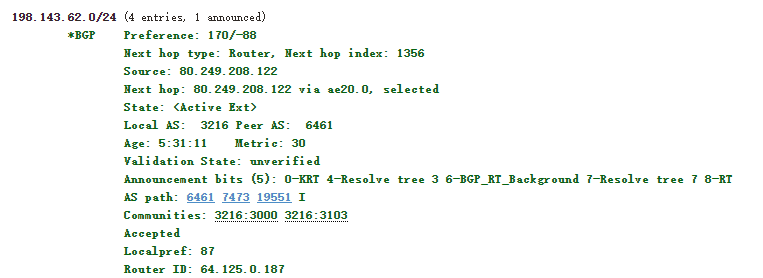 198.143.62.0/24 (4 entries, 1 announced)
*BGP Preference: 170/-88
Next hop type: Router, Next hop index: 1356
Source: 80.249.208.122
Next hop: 80.249.208.122 via ae20.0, selected
State: <Active Ext>
Local AS: 3216 Peer AS: 6461
Age: 5:31:11 Metric: 30
Validation State: unverified
Announcement bits (5): 0-KRT 4-Resolve tree 3 6-BGP_RT_Background 7-Resolve tree 7 8-RT
AS path: 6461 7473 19551 I
Communities: 3216:3000 3216:3103
Accepted
Localpref: 87
Router ID: 64.125.0.187